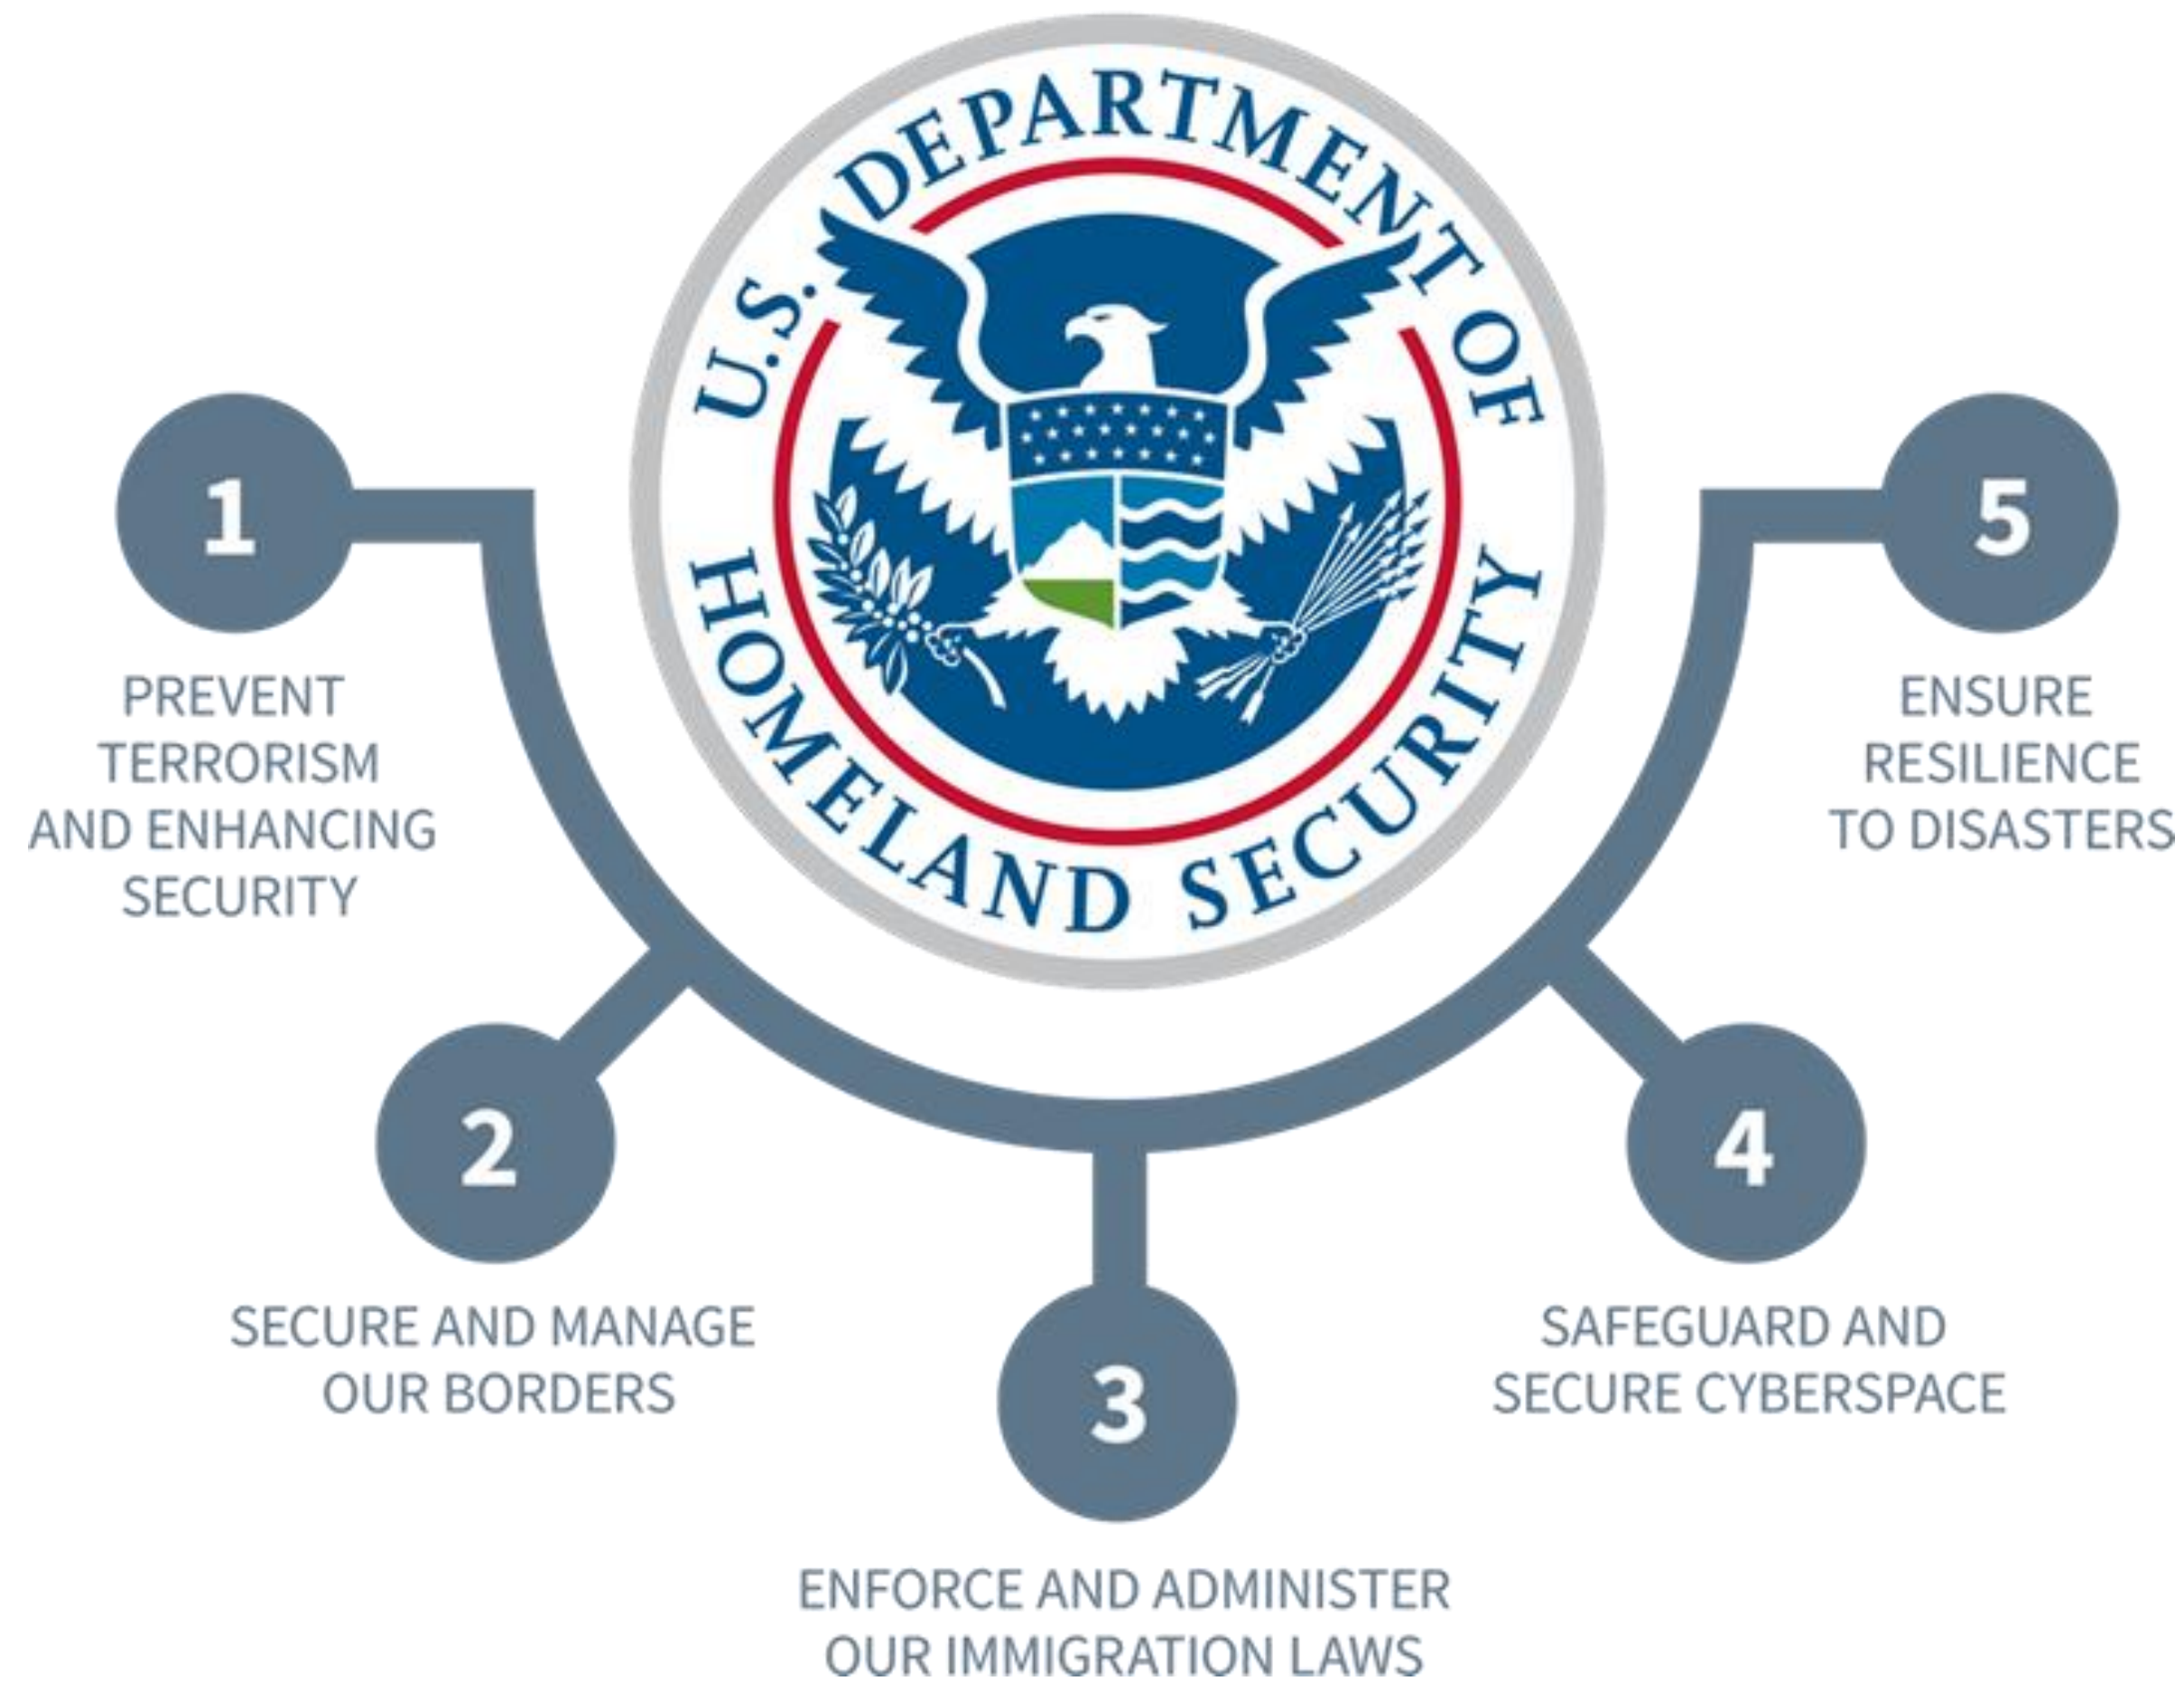 U.S. DEPARTMENT OF
HOMELAND SECURITY
1
PREVENT
TERRORISM
AND ENHANCING
SECURITY
2
SECURE AND MANAGE
OUR BORDERS
3
ENFORCE AND ADMINISTER
OUR IMMIGRATION LAWS
4
SAFEGUARD AND
SECURE CYBERSPACE
5
ENSURE
RESILIENCE
TO DISASTERS